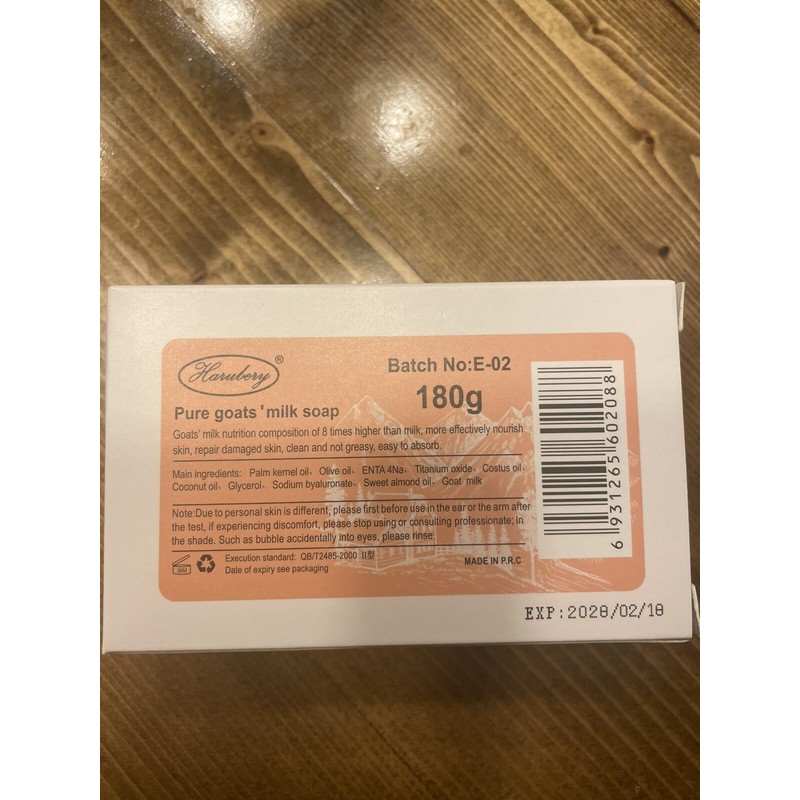 Harubery ®
Batch No:E-02
180g
Pure goats' milk soap
Goats' milk nutrition composition of 8 times higher than milk, more effectively nourish
skin, repair damaged skin, clean and not greasy, easy to absorb.
Main ingredients: Palm kernel oil、Olive oil、ENTA 4Na、Titanium oxide、Costus oil、
Coconut oil、Glycerol、Sodium byaluronate、Sweet almond oil、Goat milk
Note:Due to personal skin is different, please first before use in the ear or the arm after
the test, if experiencing discomfort, please stop using or consulting professionate; In
the shade. Such as bubble accidentally into eyes, please rinse.
36M
Execution standard: QB/T2485-2000 II型
Date of expiry see packaging
MADE IN P.R.C
6 931265 602088
EXP:2028/02/18